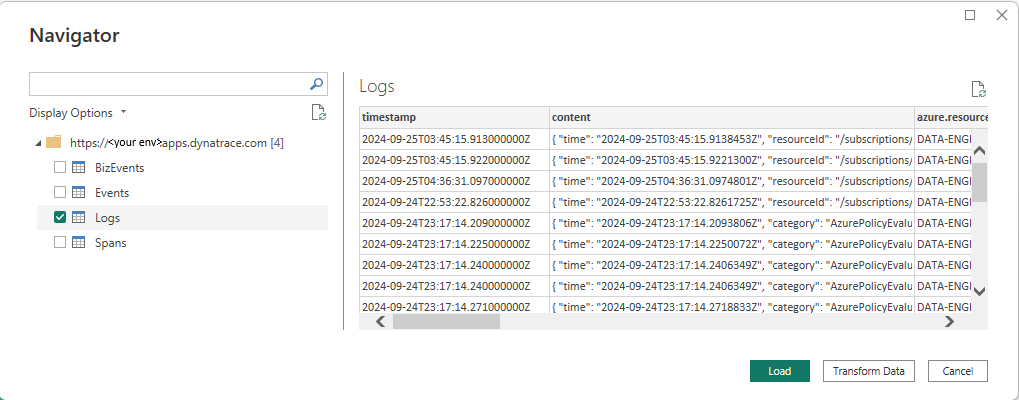 Navigator
Display Options
https://<your env>.apps.dynatrace.com [4]
BizEvents
Events
Logs
Spans
Logs
timestamp content azure.resource
2024-09-25T03:45:15.913000000Z { "time": "2024-09-25T03:45:15.9138453Z", "resourceId": "/subscriptions/ DATA-ENGI
2024-09-25T03:45:15.922000000Z { "time": "2024-09-25T03:45:15.9221300Z", "resourceId": "/subscriptions/ DATA-ENGI
2024-09-25T04:36:31.097000000Z { "time": "2024-09-25T04:36:31.0974801Z", "resourceId": "/subscriptions/ DATA-ENGI
2024-09-24T22:53:22.826000000Z { "time": "2024-09-24T22:53:22.8261725Z", "resourceId": "/subscriptions/ DATA-ENGI
2024-09-24T23:17:14.209000000Z { "time": "2024-09-24T23:17:14.2093806Z", "category": "AzurePolicyEvalu DATA-ENGI
2024-09-24T23:17:14.225000000Z { "time": "2024-09-24T23:17:14.2250072Z", "category": "AzurePolicyEvalu DATA-ENGI
2024-09-24T23:17:14.240000000Z { "time": "2024-09-24T23:17:14.2406349Z", "category": "AzurePolicyEvalu DATA-ENGI
2024-09-24T23:17:14.240000000Z { "time": "2024-09-24T23:17:14.2406349Z", "category": "AzurePolicyEvalu DATA-ENGI
2024-09-24T23:17:14.271000000Z { "time": "2024-09-24T23:17:14.2718833Z", "category": "AzurePolicyEvalu DATA-ENGI
Load Transform Data Cancel